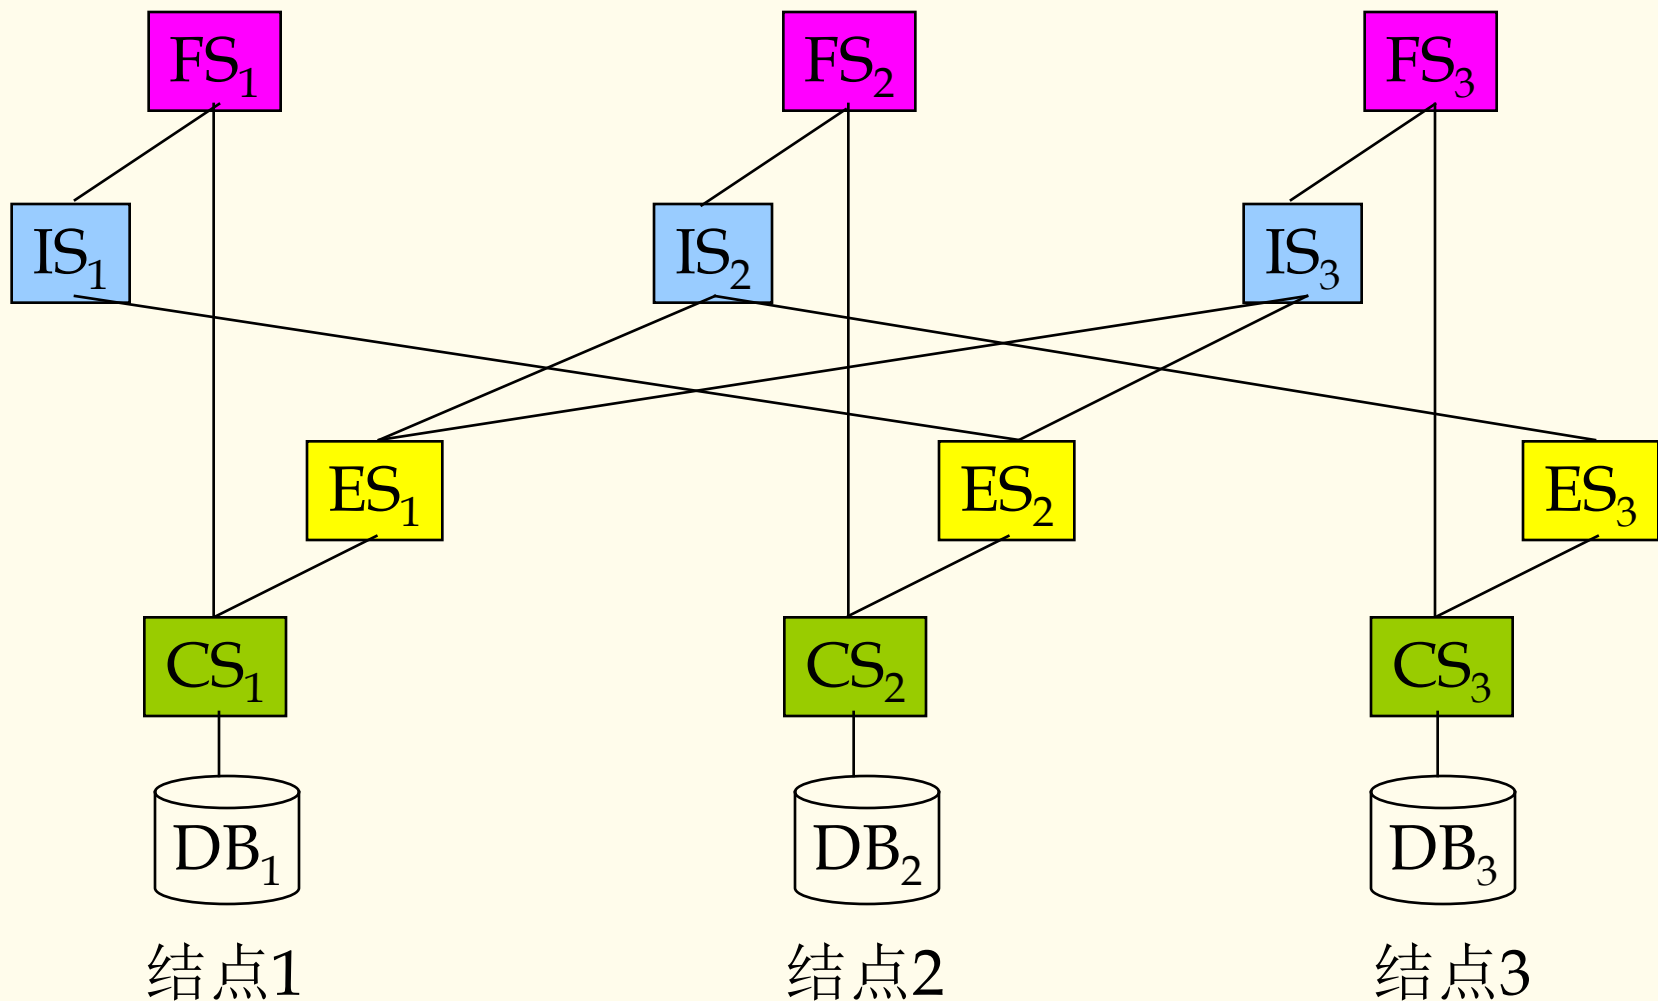 FS₁ FS₂ FS₃
IS₁ IS₂ IS₃
ES₁ ES₂ ES₃
CS₁ CS₂ CS₃
DB₁ DB₂ DB₃
结点1 结点2 结点3